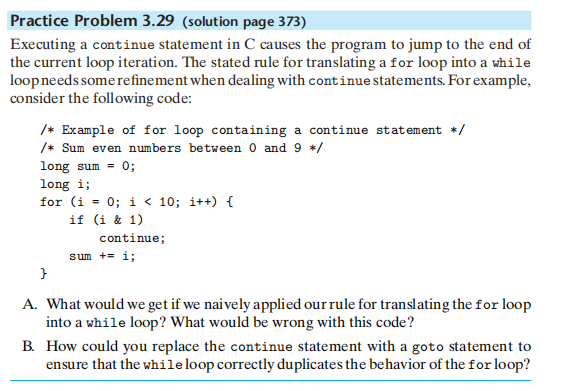 Practice Problem 3.29 (solution page 373)
Executing a continue statement in C causes the program to jump to the end of
the current loop iteration. The stated rule for translating a for loop into a while
loop needs some refinement when dealing with continue statements. For example,
consider the following code:
/* Example of for loop containing a continue statement */
/* Sum even numbers between 0 and 9 */
long sum = 0;
long i;
for (i = 0; i < 10; i++) {
if (i & 1)
continue;
sum += i;
}
A. What would we get if we naively applied our rule for translating the for loop
into a while loop? What would be wrong with this code?
B. How could you replace the continue statement with a goto statement to
ensure that the while loop correctly duplicates the behavior of the for loop?